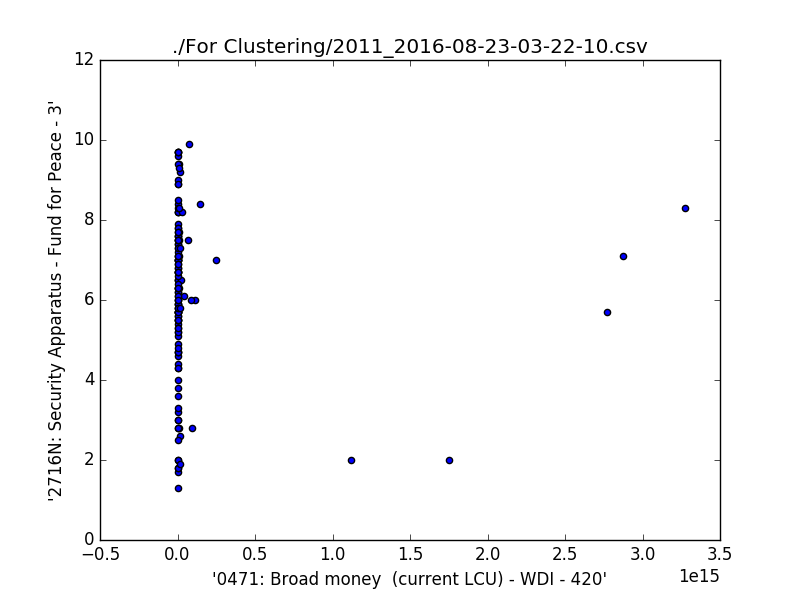 ./For Clustering/2011_2016-08-23-03-22-10.csv
12
10
8
6
4
2
0
'2716N: Security Apparatus - Fund for Peace - 3'
−0.5 0.0 0.5 1.0 1.5 2.0 2.5 3.0 3.5
1e15
'0471: Broad money  (current LCU) - WDI - 420'